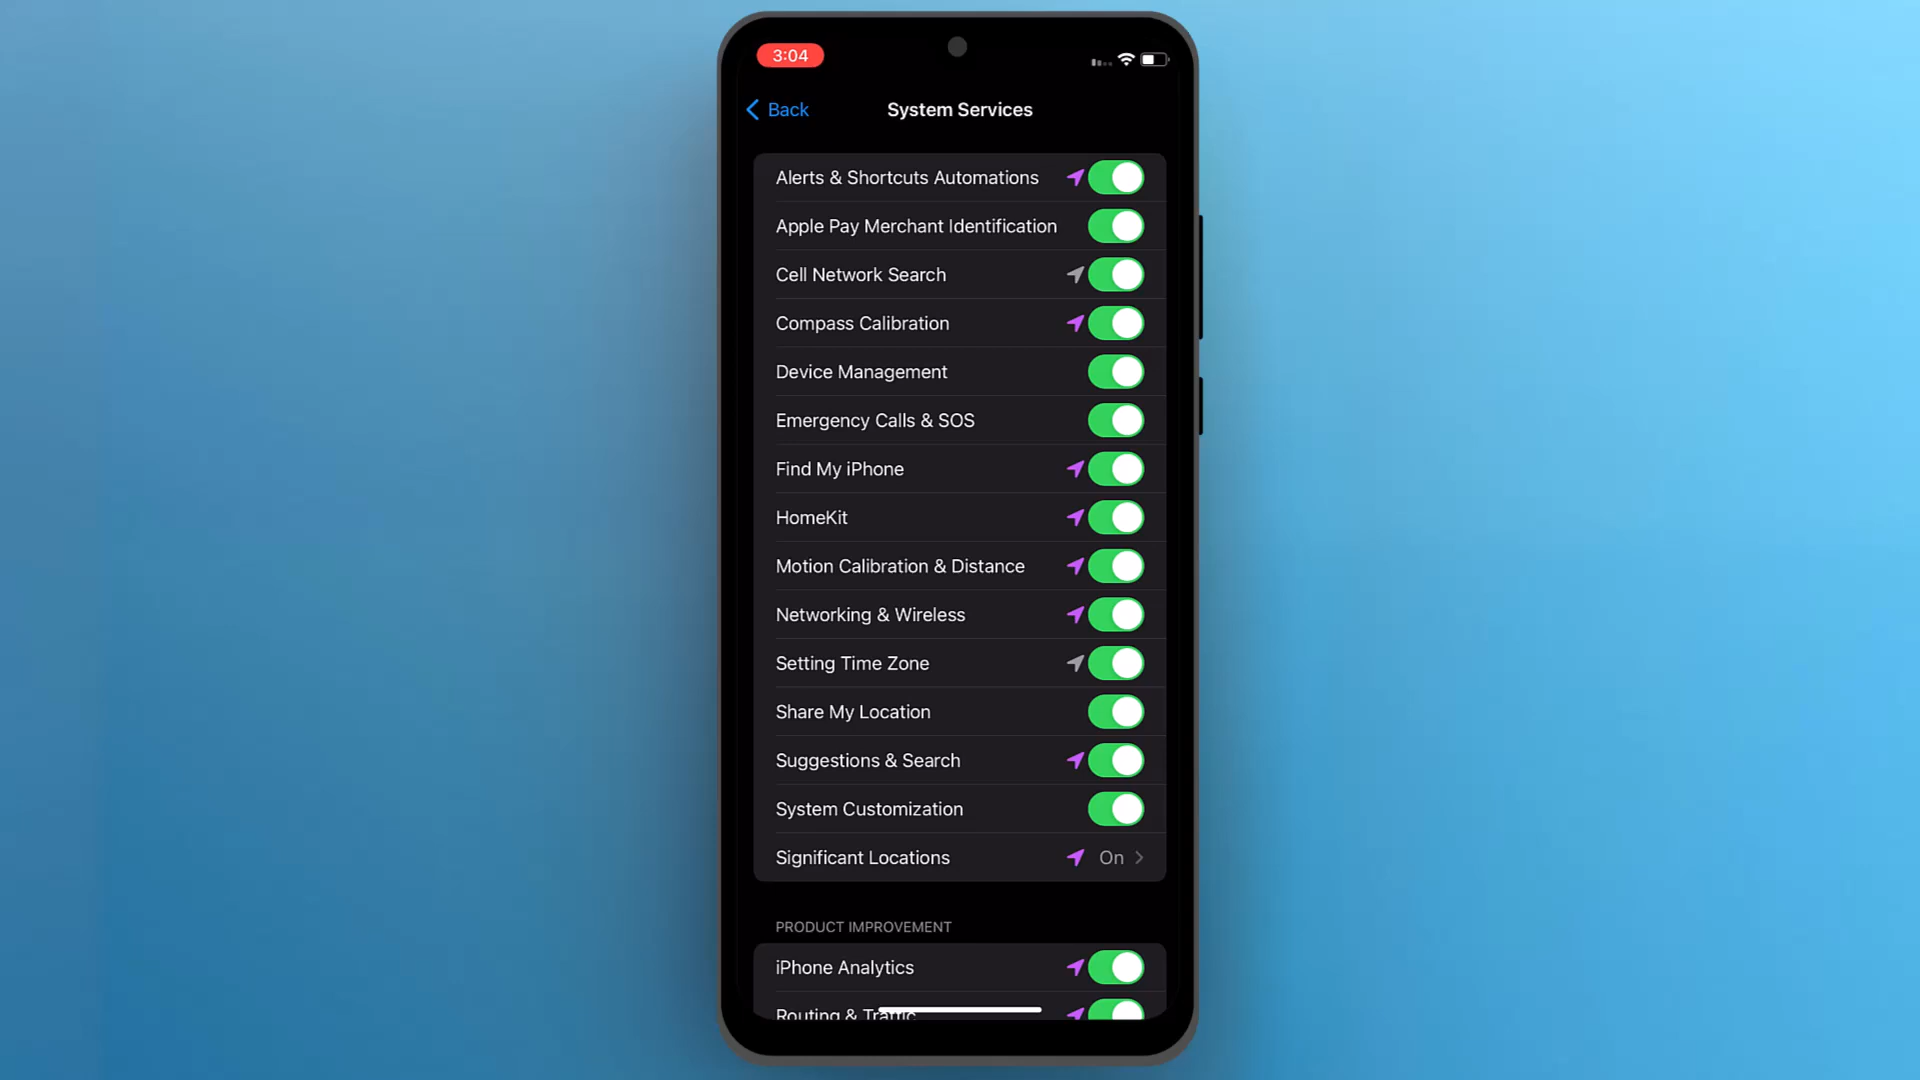 3:04
Back
System Services
Alerts & Shortcuts Automations
Apple Pay Merchant Identification
Cell Network Search
Compass Calibration
Device Management
Emergency Calls & SOS
Find My iPhone
HomeKit
Motion Calibration & Distance
Networking & Wireless
Setting Time Zone
Share My Location
Suggestions & Search
System Customization
Significant Locations On
PRODUCT IMPROVEMENT
iPhone Analytics
Routing & Traffic